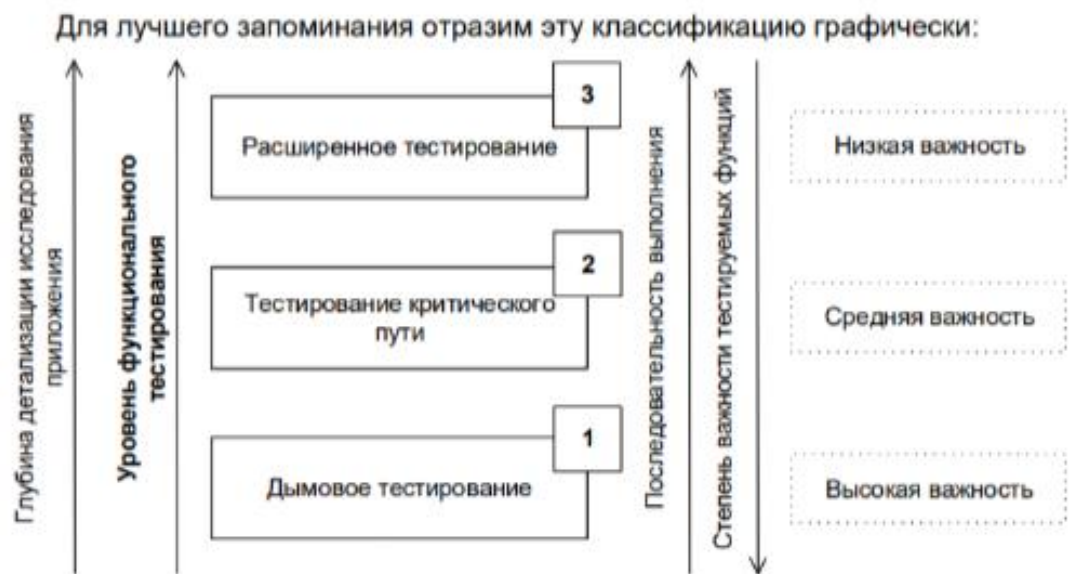 Для лучшего запоминания отразим эту классификацию графически:
Глубина детализации исследования
приложения
Уровень функционального
тестирования
3
Расширенное тестирование
2
Тестирование критического
пути
1
Дымовое тестирование
Последовательность выполнения
Степень важности тестируемых функций
Низкая важность
Средняя важность
Высокая важность